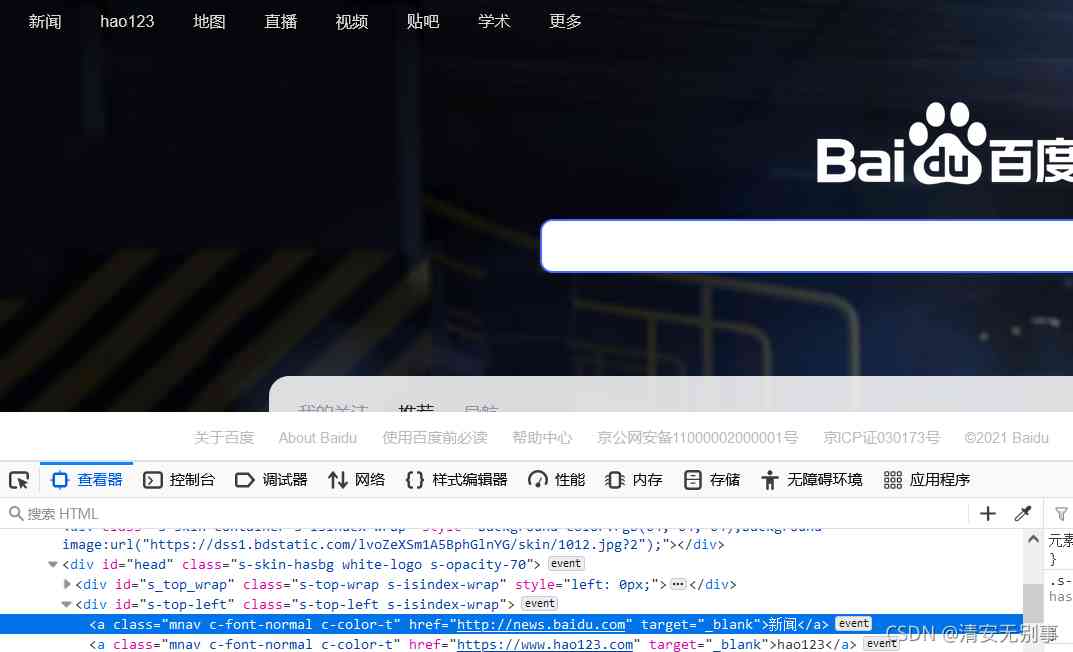 新闻 hao123 地图 直播 视频 贴吧 学术 更多
Bai du 百度
我的关注 推荐 导航
关于百度 About Baidu 使用百度前必读 帮助中心 京公网安备11000002000001号 京ICP证030173号 ©2021 Baidu
查看器 控制台 调试器 网络 样式编辑器 性能 内存 存储 无障碍环境 应用程序
搜索 HTML
image:url("https://dss1.bdstatic.com/lvoZeXSm1A5BphGlnYG/skin/1012.jpg?2");"></div>
<div id="head" class="s-skin-hasbg white-logo s-opacity-70"> event
<div id="s_top_wrap" class="s-top-wrap s-isindex-wrap" style="left: 0px;"> ••• </div>
<div id="s-top-left" class="s-top-left s-isindex-wrap"> event
<a class="mnav c-font-normal c-color-t" href="http://news.baidu.com" target="_blank">新闻</a> event
<a class="mnav c-font-normal c-color-t" href="https://www.hao123.com" target="_blank">hao123</a> event
元素
}
.s-
has
CSDN @清安无别事